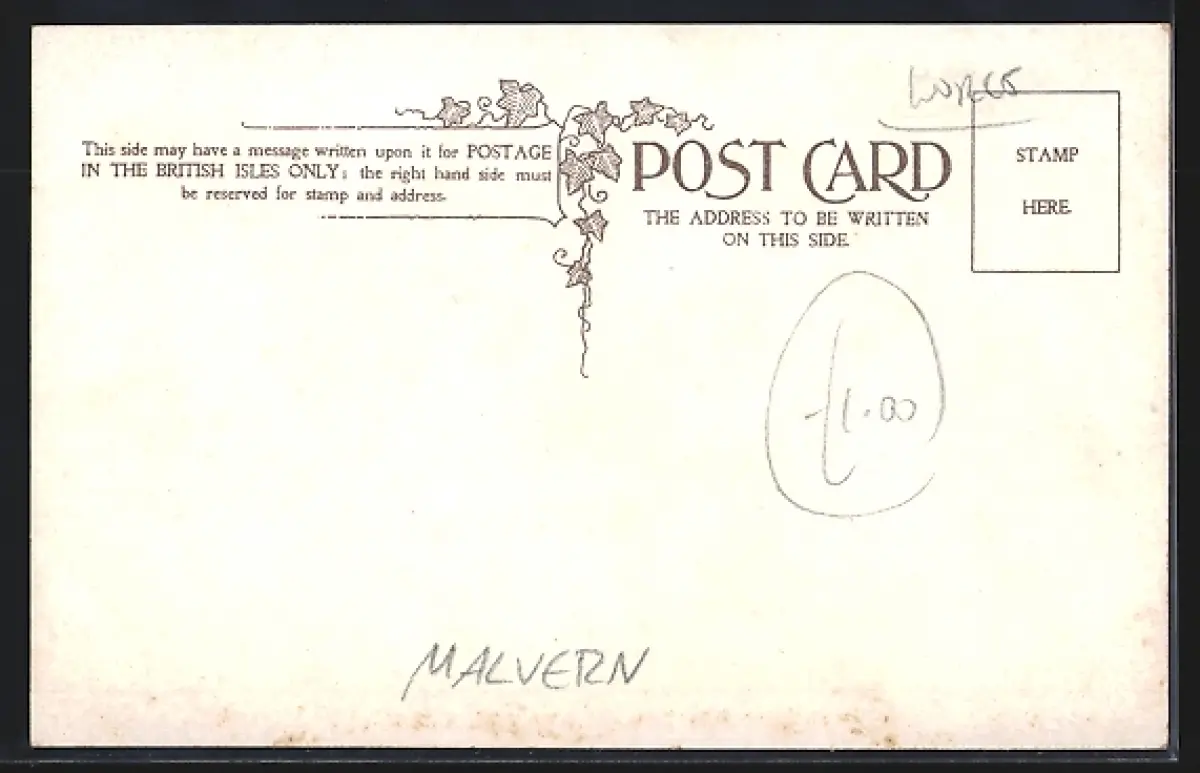 Worcs
This side may have a message written upon it for POSTAGE
IN THE BRITISH ISLES ONLY; the right hand side must
be reserved for stamp and address.
POST CARD
THE ADDRESS TO BE WRITTEN
ON THIS SIDE.
STAMP
HERE.
£1.00
MALVERN